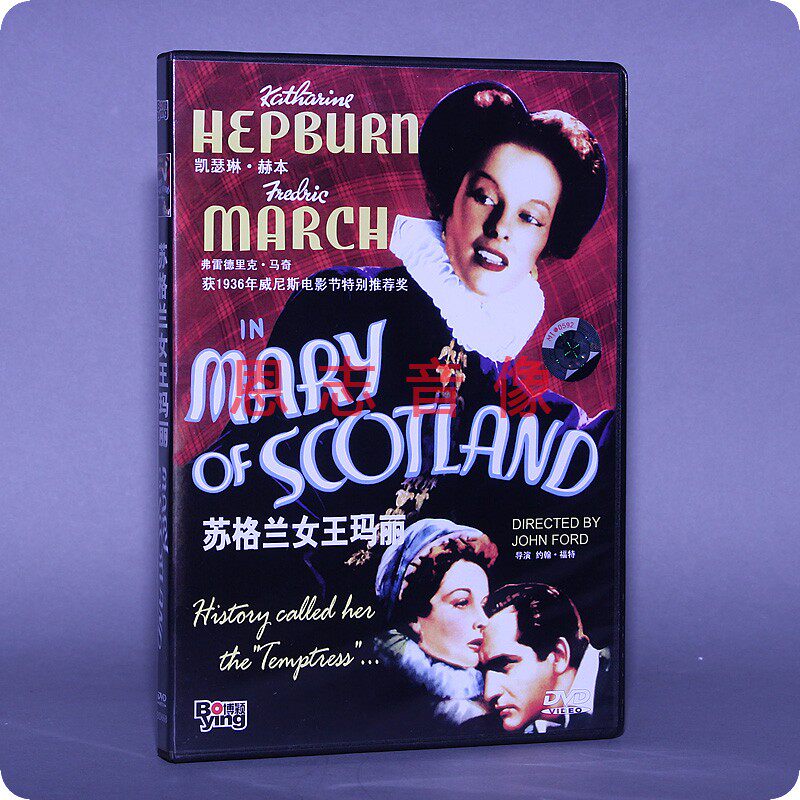 Katharine
HEPBURN
凯瑟琳·赫本
Fredric
MARCH
弗雷德里克·马奇
获1936年威尼斯电影节特别推荐奖
IN
MARY
思志音像
OF SCOTLAND
苏格兰女王玛丽
DIRECTED BY
JOHN FORD
导演 约翰·福特
History called her
the "Temptress"...
Boying 博颖
DVD
VIDEO
苏格兰女王玛丽
DVD